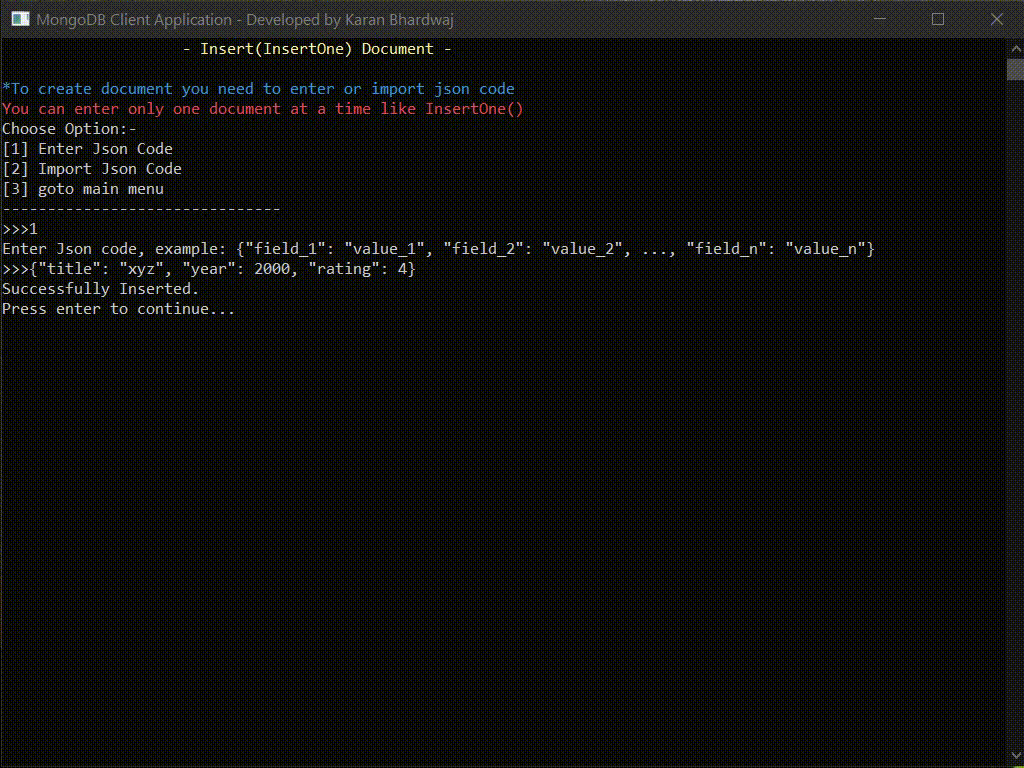 MongoDB Client Application - Developed by Karan Bhardwaj
- Insert(InsertOne) Document -
*To create document you need to enter or import json code
You can enter only one document at a time like InsertOne()
Choose Option:-
[1] Enter Json Code
[2] Import Json Code
[3] goto main menu
-------------------------------
>>>1
Enter Json code, example: {"field_1": "value_1", "field_2": "value_2", ..., "field_n": "value_n"}
>>>{"title": "xyz", "year": 2000, "rating": 4}
Successfully Inserted.
Press enter to continue...